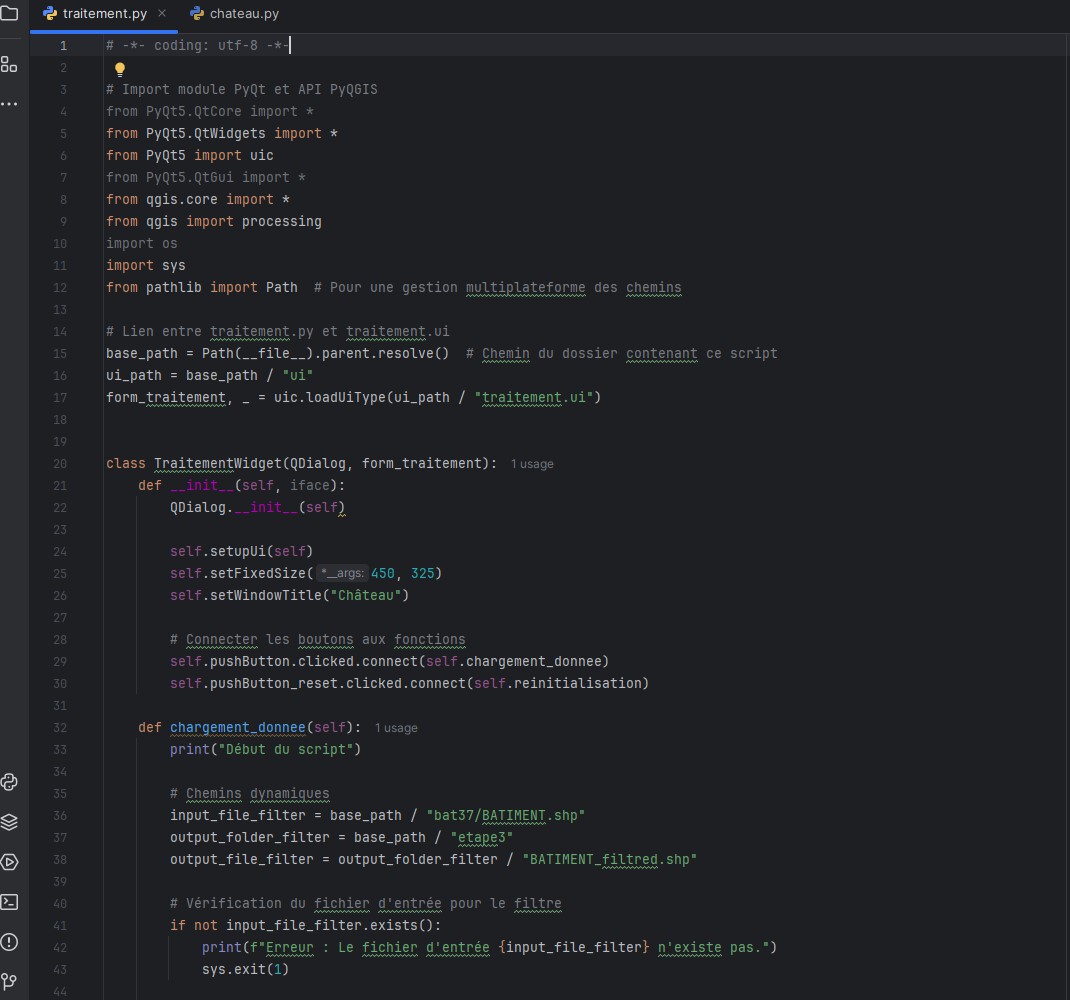 traitement.py
chateau.py
1 # -*- coding: utf-8 -*-
2
3 # Import module PyQt et API PyQGIS
4 from PyQt5.QtCore import *
5 from PyQt5.QtWidgets import *
6 from PyQt5 import uic
7 from PyQt5.QtGui import *
8 from qgis.core import *
9 from qgis import processing
10 import os
11 import sys
12 from pathlib import Path  # Pour une gestion multiplateforme des chemins
13
14 # Lien entre traitement.py et traitement.ui
15 base_path = Path(__file__).parent.resolve()  # Chemin du dossier contenant ce script
16 ui_path = base_path / "ui"
17 form_traitement, _ = uic.loadUiType(ui_path / "traitement.ui")
18
19
20 class TraitementWidget(QDialog, form_traitement): 1 usage
21     def __init__(self, iface):
22         QDialog.__init__(self)
23
24         self.setupUi(self)
25         self.setFixedSize( *__args: 450, 325)
26         self.setWindowTitle("Château")
27
28         # Connecter les boutons aux fonctions
29         self.pushButton.clicked.connect(self.chargement_donnee)
30         self.pushButton_reset.clicked.connect(self.reinitialisation)
31
32     def chargement_donnee(self): 1 usage
33         print("Début du script")
34
35         # Chemins dynamiques
36         input_file_filter = base_path / "bat37/BATIMENT.shp"
37         output_folder_filter = base_path / "etape3"
38         output_file_filter = output_folder_filter / "BATIMENT_filtred.shp"
39
40         # Vérification du fichier d'entrée pour le filtre
41         if not input_file_filter.exists():
42             print(f"Erreur : Le fichier d'entrée {input_file_filter} n'existe pas.")
43             sys.exit(1)
44